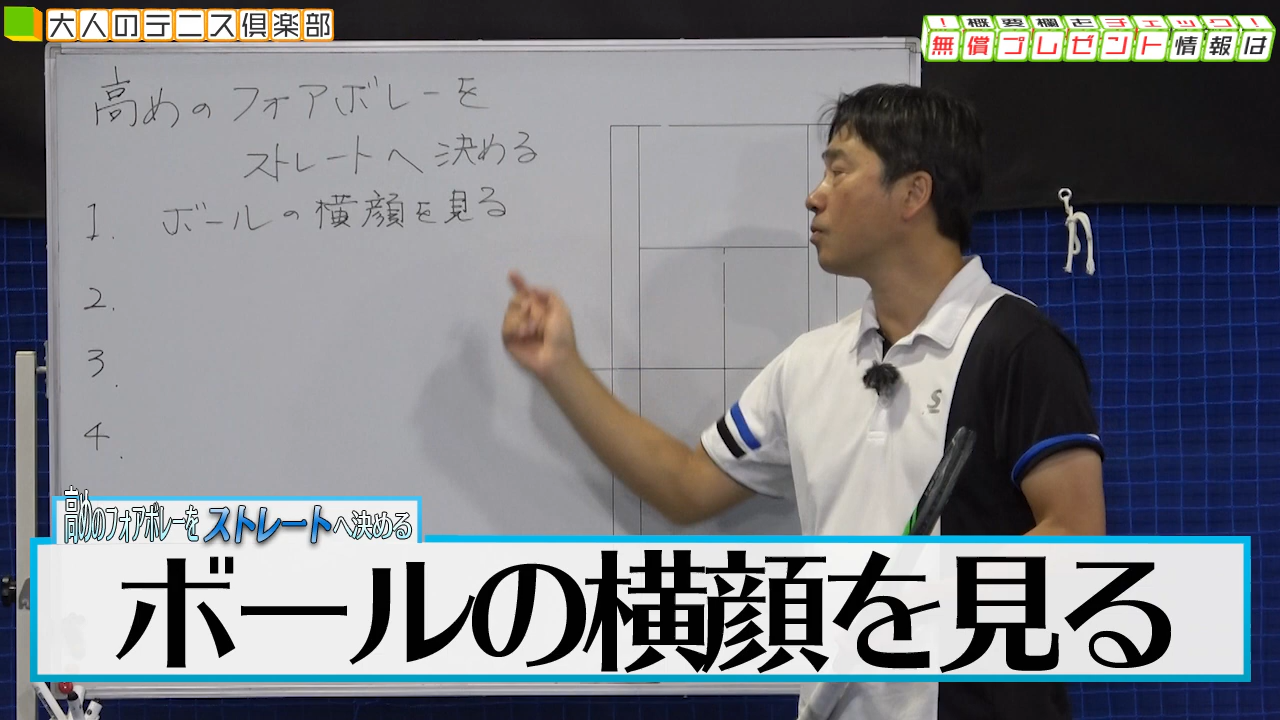 大人のテニス倶楽部
！概要欄をチェック！
無償プレゼント情報は
高めのフォアボレーを
ストレートへ決める
1. ボールの横顔を見る
2.
3.
4.
S
高めのフォアボレーをストレートへ決める
ボールの横顔を見る